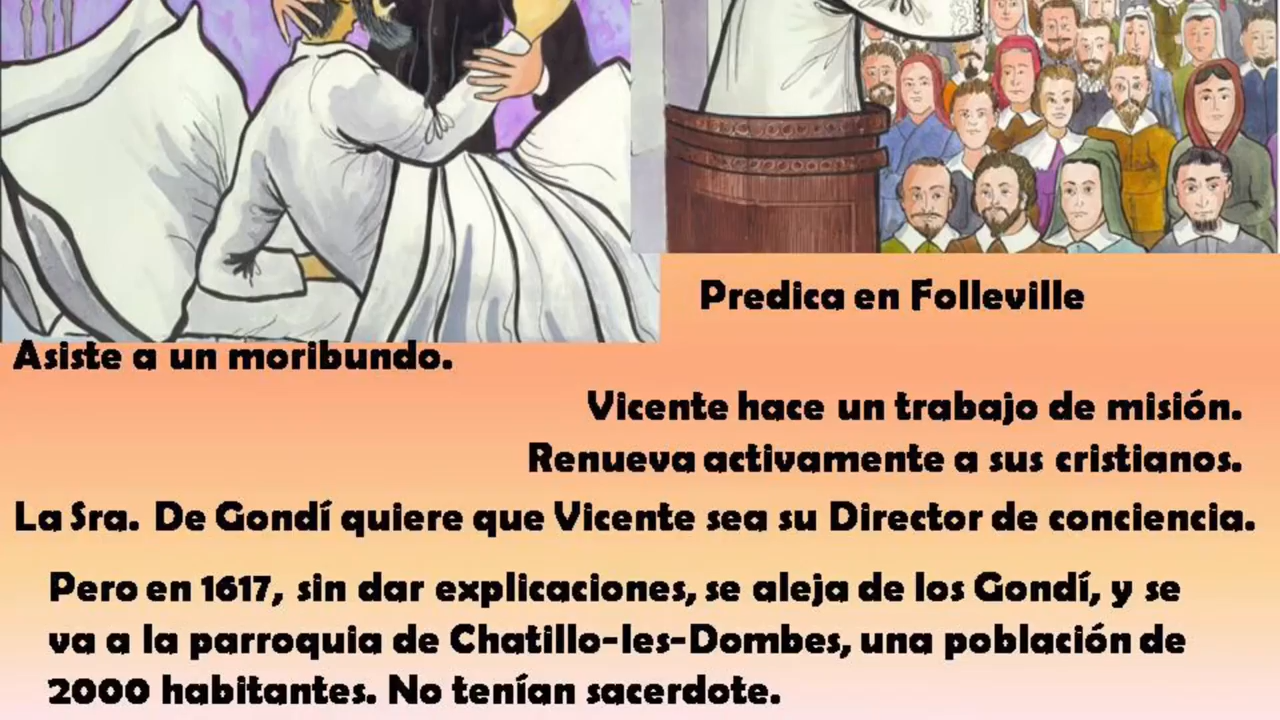 Predica en Folleville
Asiste a un moribundo.
Vicente hace un trabajo de misión.
Renueva activamente a sus cristianos.
La Sra. De Gondí quiere que Vicente sea su Director de conciencia.
Pero en 1617, sin dar explicaciones, se aleja de los Gondí, y se
va a la parroquia de Chatillo-les-Dombes, una población de
2000 habitantes. No tenían sacerdote.